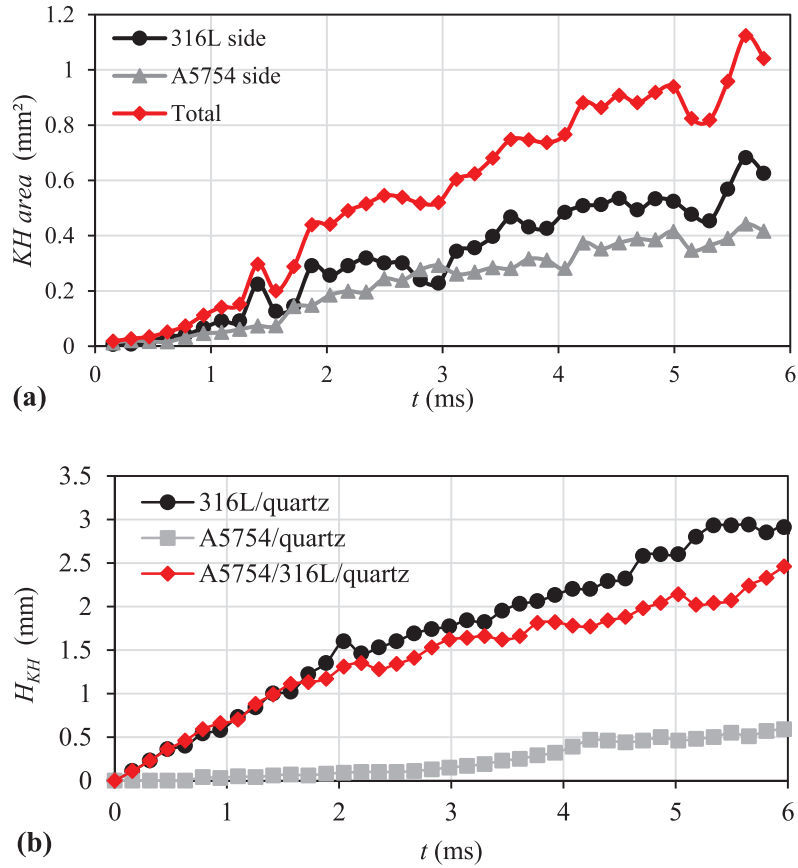 1.2
1
0.8
0.6
0.4
0.2
0
KH area (mm²)
316L side
A5754 side
Total
0 1 2 3 4 5 6
t (ms)
(a)
3.5
3
2.5
2
1.5
1
0.5
0
H_KH (mm)
316L/quartz
A5754/quartz
A5754/316L/quartz
0 1 2 3 4 5 6
t (ms)
(b)